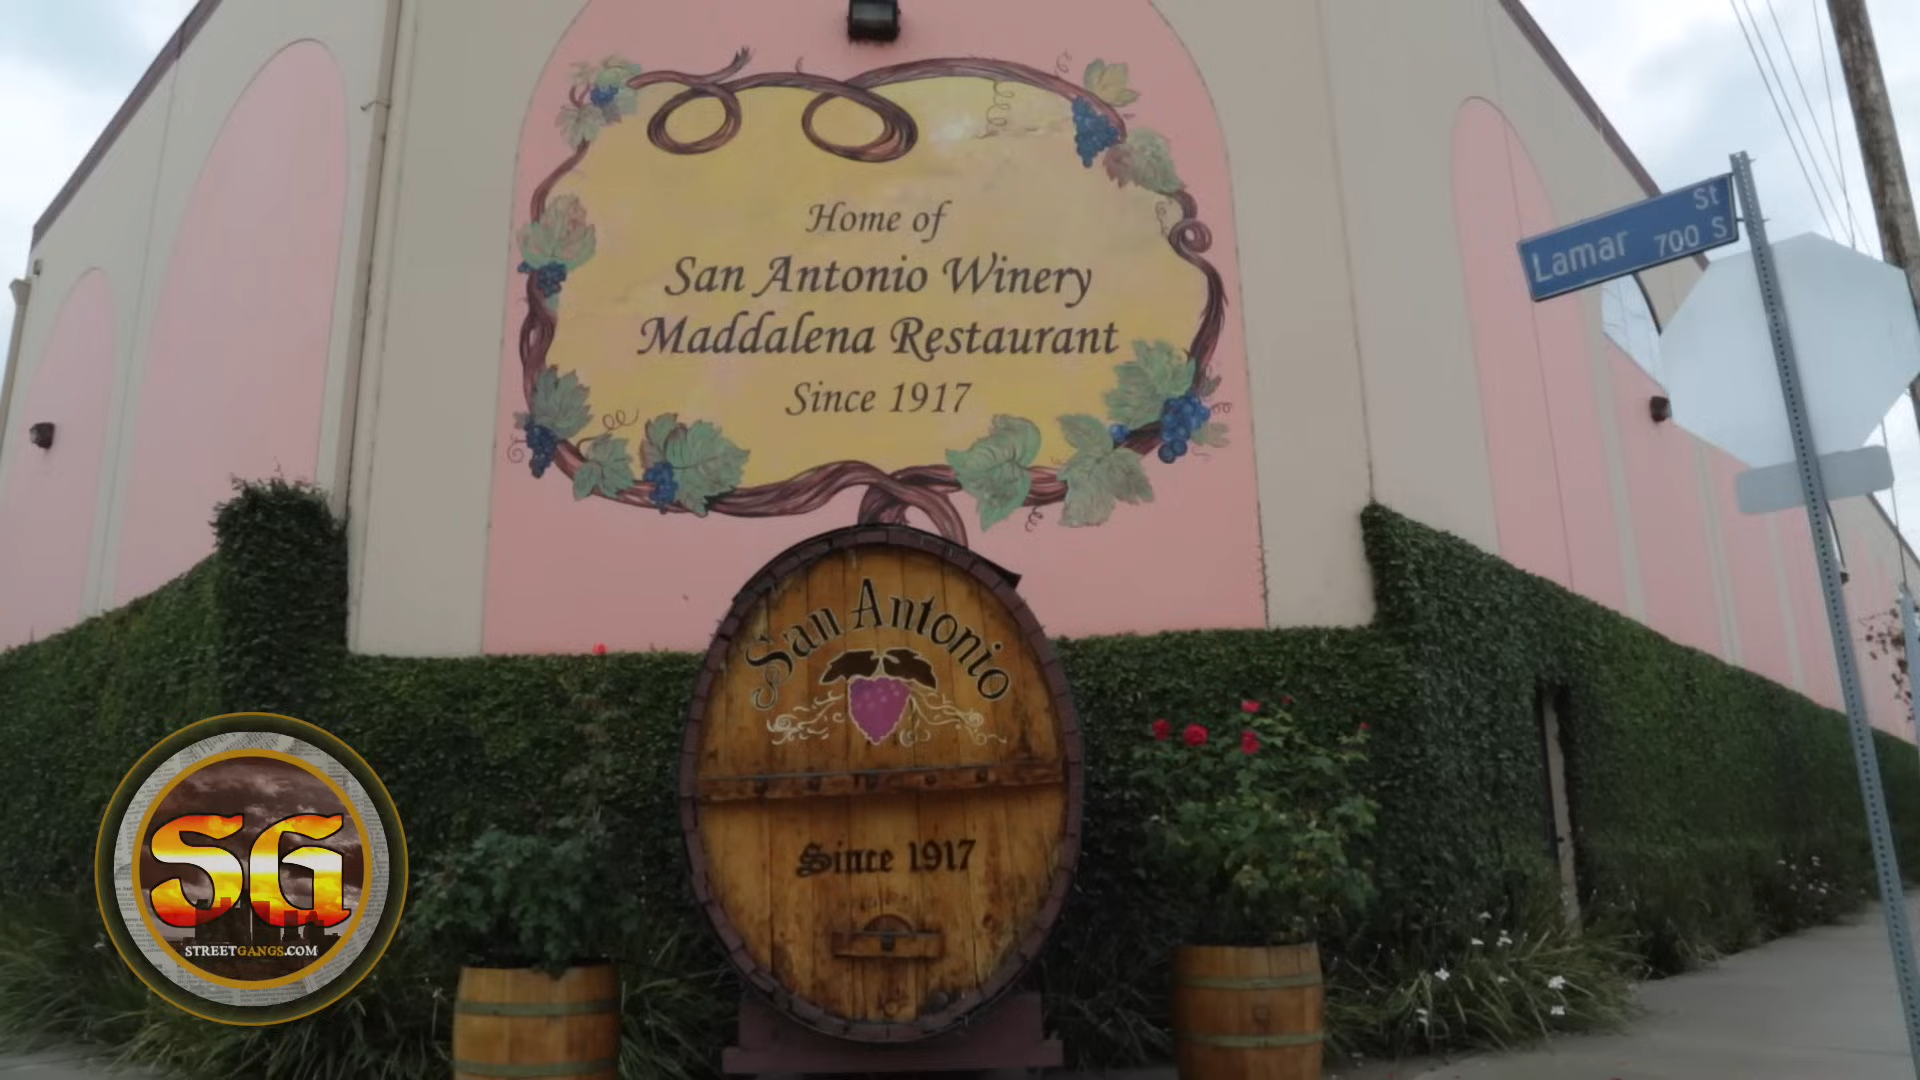 Home of
San Antonio Winery
Maddalena Restaurant
Since 1917
St
Lamar 700 S
San Antonio
Since 1917
SG
STREETGANGS.COM